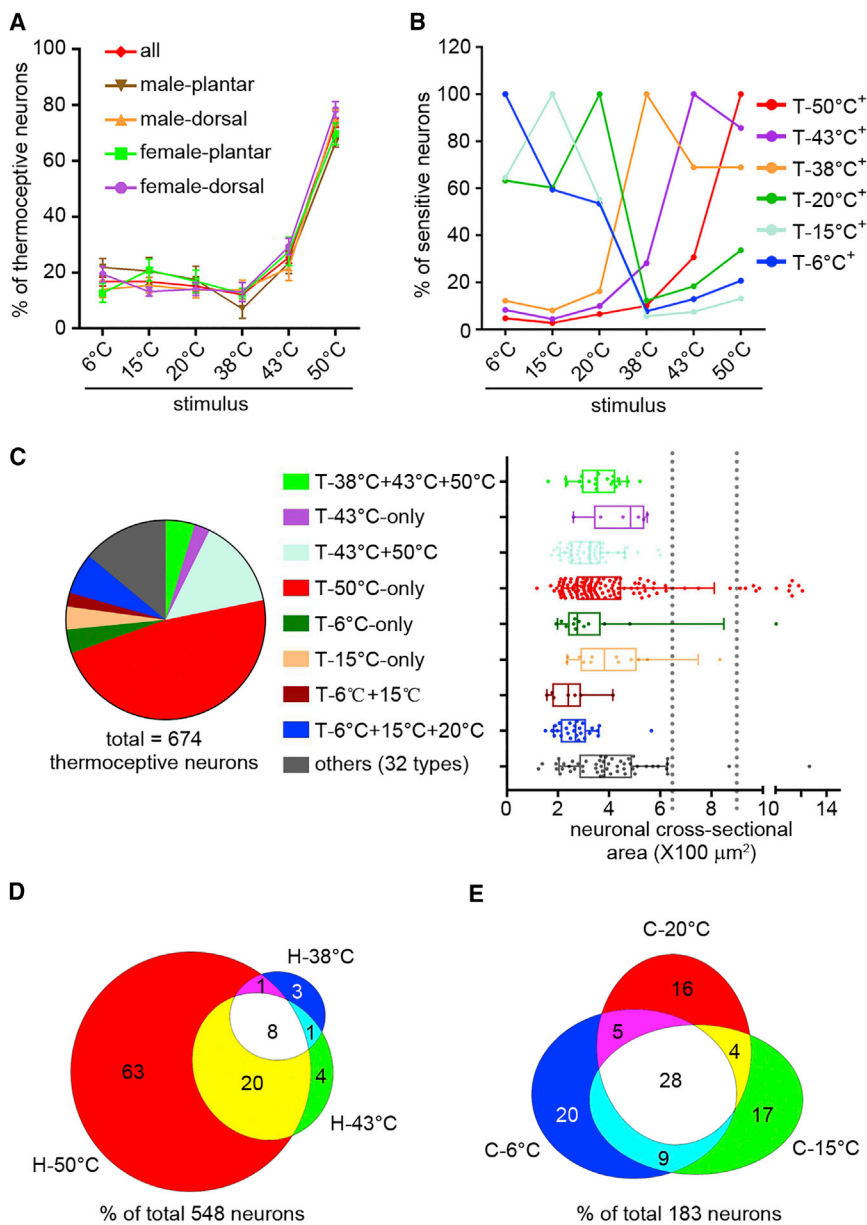 A
100
80
60
40
20
0
% of thermoceptive neurons
all
male-plantar
male-dorsal
female-plantar
female-dorsal
6°C
15°C
20°C
38°C
43°C
50°C
stimulus
B
120
100
80
60
40
20
0
% of sensitive neurons
T-50°C+
T-43°C+
T-38°C+
T-20°C+
T-15°C+
T-6°C+
6°C
15°C
20°C
38°C
43°C
50°C
stimulus
C
total = 674
thermoceptive neurons
T-38°C+43°C+50°C
T-43°C-only
T-43°C+50°C
T-50°C-only
T-6°C-only
T-15°C-only
T-6℃+15℃
T-6°C+15°C+20°C
others (32 types)
0 2 4 6 8 10 14
neuronal cross-sectional
area (X100 μm²)
D
H-38°C
1
3
8
1
63
20
4
H-43°C
H-50°C
% of total 548 neurons
E
C-20°C
16
5
4
28
20
17
9
C-6°C
C-15°C
% of total 183 neurons